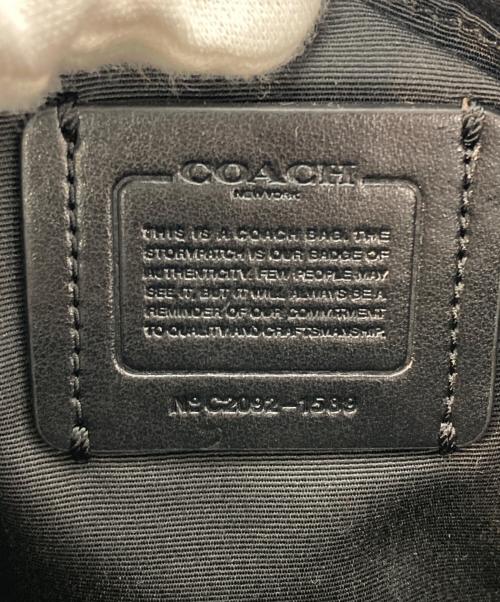 COACH
NEW YORK
THIS IS A COACH BAG. THE
STORYPATCH IS OUR BADGE OF
AUTHENTICITY. FEW PEOPLE MAY
SEE IT, BUT IT WILL ALWAYS BE A
REMINDER OF OUR COMMITMENT
TO QUALITY AND CRAFTSMANSHIP.
Nº C2092-1589